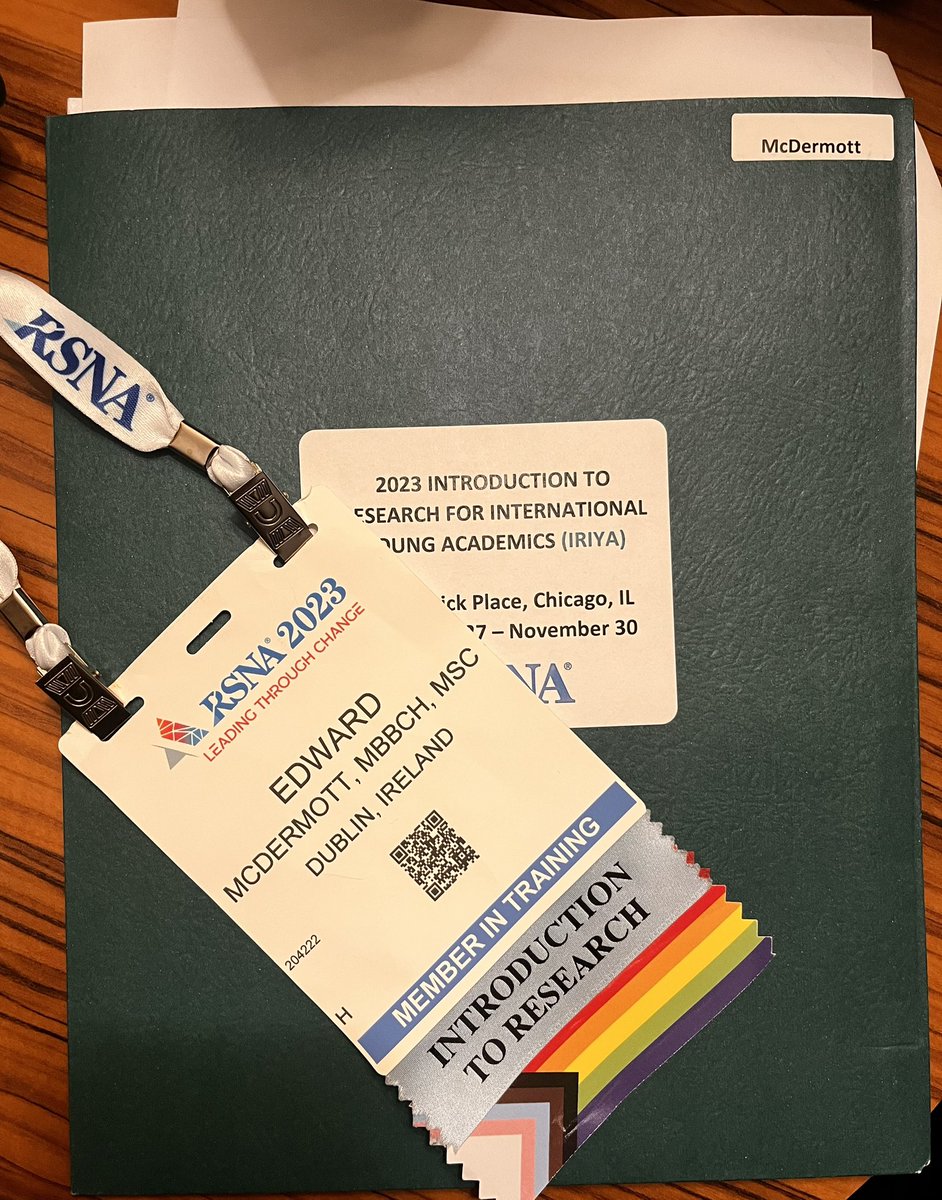 McDermott
RSNA®
2023 INTRODUCTION TO
ESEARCH FOR INTERNATIONAL
OUNG ACADEMICS (IRIYA)
ick Place, Chicago, IL
27 – November 30
NA®
RSNA® 2023
LEADING THROUGH CHANGE
EDWARD
MCDERMOTT, MBBCH, MSC
DUBLIN, IRELAND
204222
H
MEMBER IN TRAINING
INTRODUCTION
TO RESEARCH